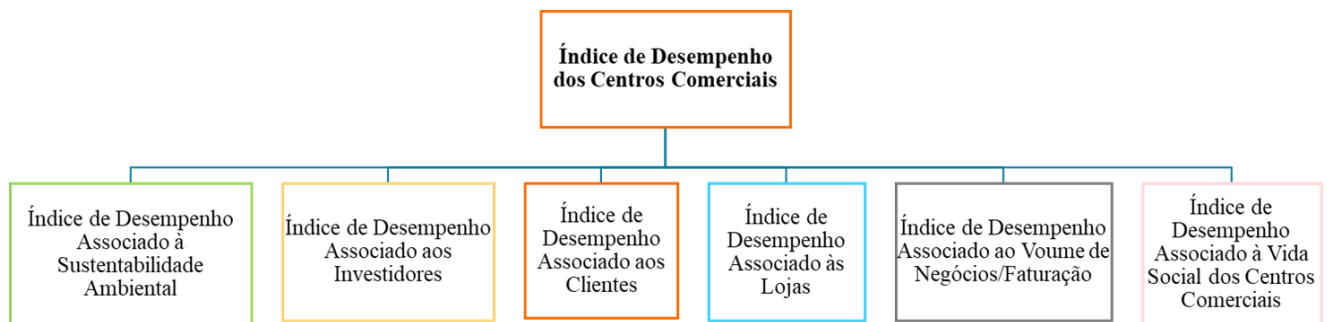 Índice de Desempenho
dos Centros Comerciais
Índice de Desempenho
Associado à
Sustentabilidade
Ambiental
Índice de Desempenho
Associado aos
Investidores
Índice de
Desempenho
Associado aos
Clientes
Índice de
Desempenho
Associado às
Lojas
Índice de Desempenho
Associado ao Voume de
Negócios/Faturação
Índice de
Desempenho
Associado à Vida
Social dos Centros
Comerciais